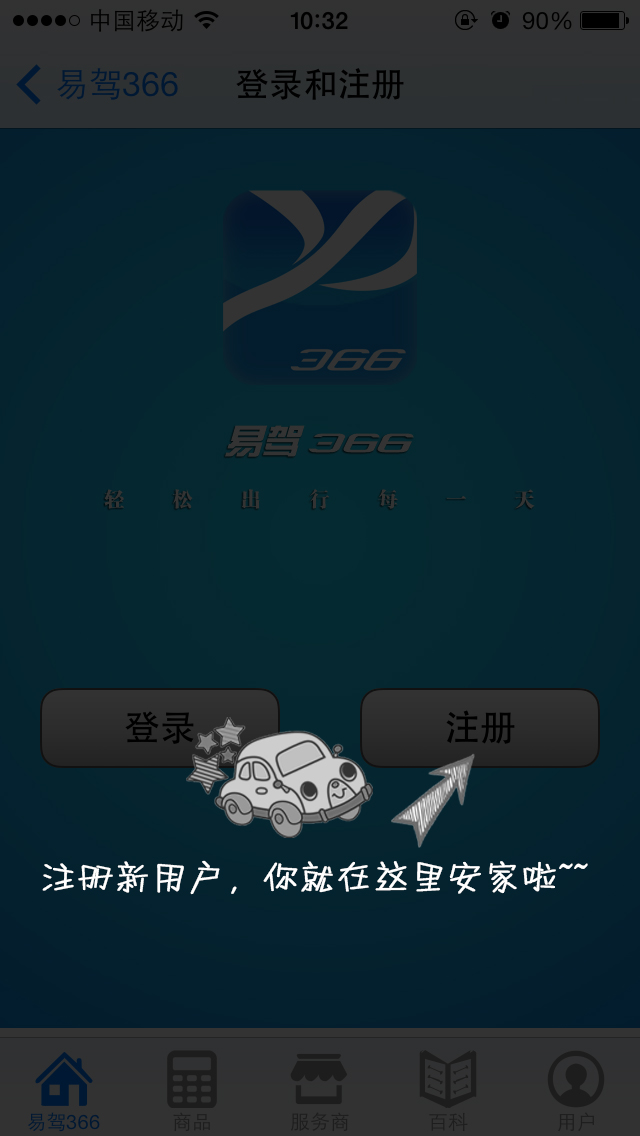 中国移动 10:32 90%
易驾366 登录和注册
366
易驾366
轻松出行每一天
登录 注册
注册新用户，你就在这里安家啦~~
易驾366 商品 服务商 百科 用户